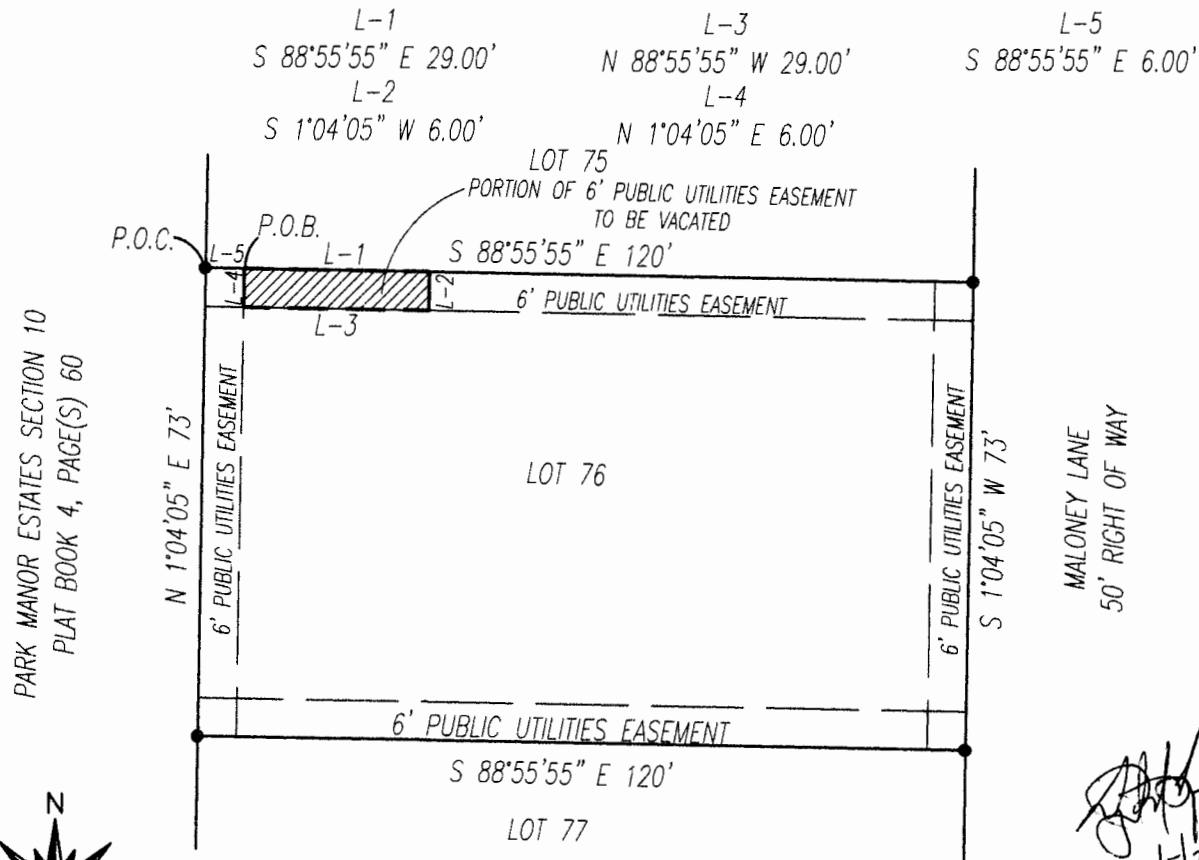 L-1
S 88°55'55" E 29.00'
L-2
S 1°04'05" W 6.00'
L-3
N 88°55'55" W 29.00'
L-4
N 1°04'05" E 6.00'
L-5
S 88°55'55" E 6.00'
LOT 75
PORTION OF 6' PUBLIC UTILITIES EASEMENT
TO BE VACATED
P.O.C.
P.O.B.
L-5
L-1
S 88°55'55" E 120'
L-4
L-2
6' PUBLIC UTILITIES EASEMENT
L-3
PARK MANOR ESTATES SECTION 10
PLAT BOOK 4, PAGE(S) 60
N 1°04'05" E 73'
6' PUBLIC UTILITIES EASEMENT
LOT 76
6' PUBLIC UTILITIES EASEMENT
S 1°04'05" W 73'
MALONEY LANE
50' RIGHT OF WAY
6' PUBLIC UTILITIES EASEMENT
S 88°55'55" E 120'
LOT 77
N